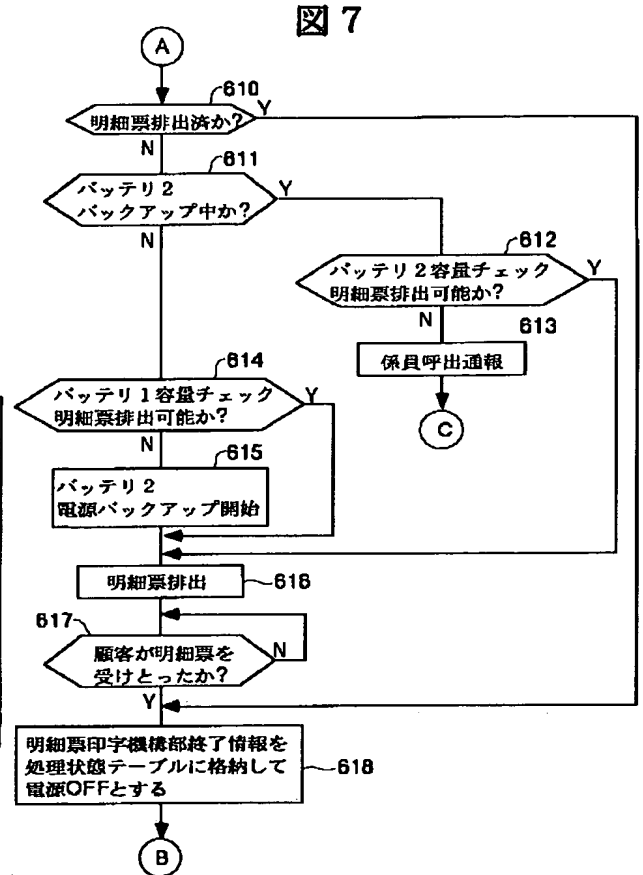 図7
A
610
明細票排出済か?
Y
N
611
バッテリ2
バックアップ中か?
Y
N
612
バッテリ2容量チェック
明細票排出可能か?
Y
N
613
係員呼出通報
C
614
バッテリ1容量チェック
明細票排出可能か?
Y
N
615
バッテリ2
電源バックアップ開始
明細票排出
616
617
顧客が明細票を
受けとったか?
N
Y
明細票印字機構部終了情報を
処理状態テーブルに格納して
電源OFFとする
618
B